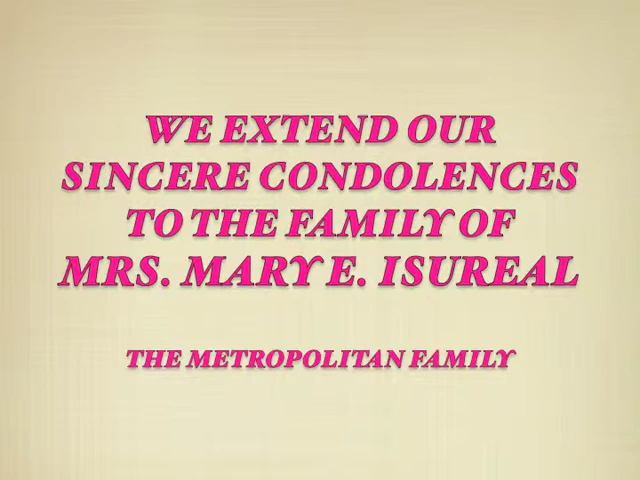 WE EXTEND OUR
SINCERE CONDOLENCES
TO THE FAMILY OF
MRS. MARY E. ISUREAL
THE METROPOLITAN FAMILY